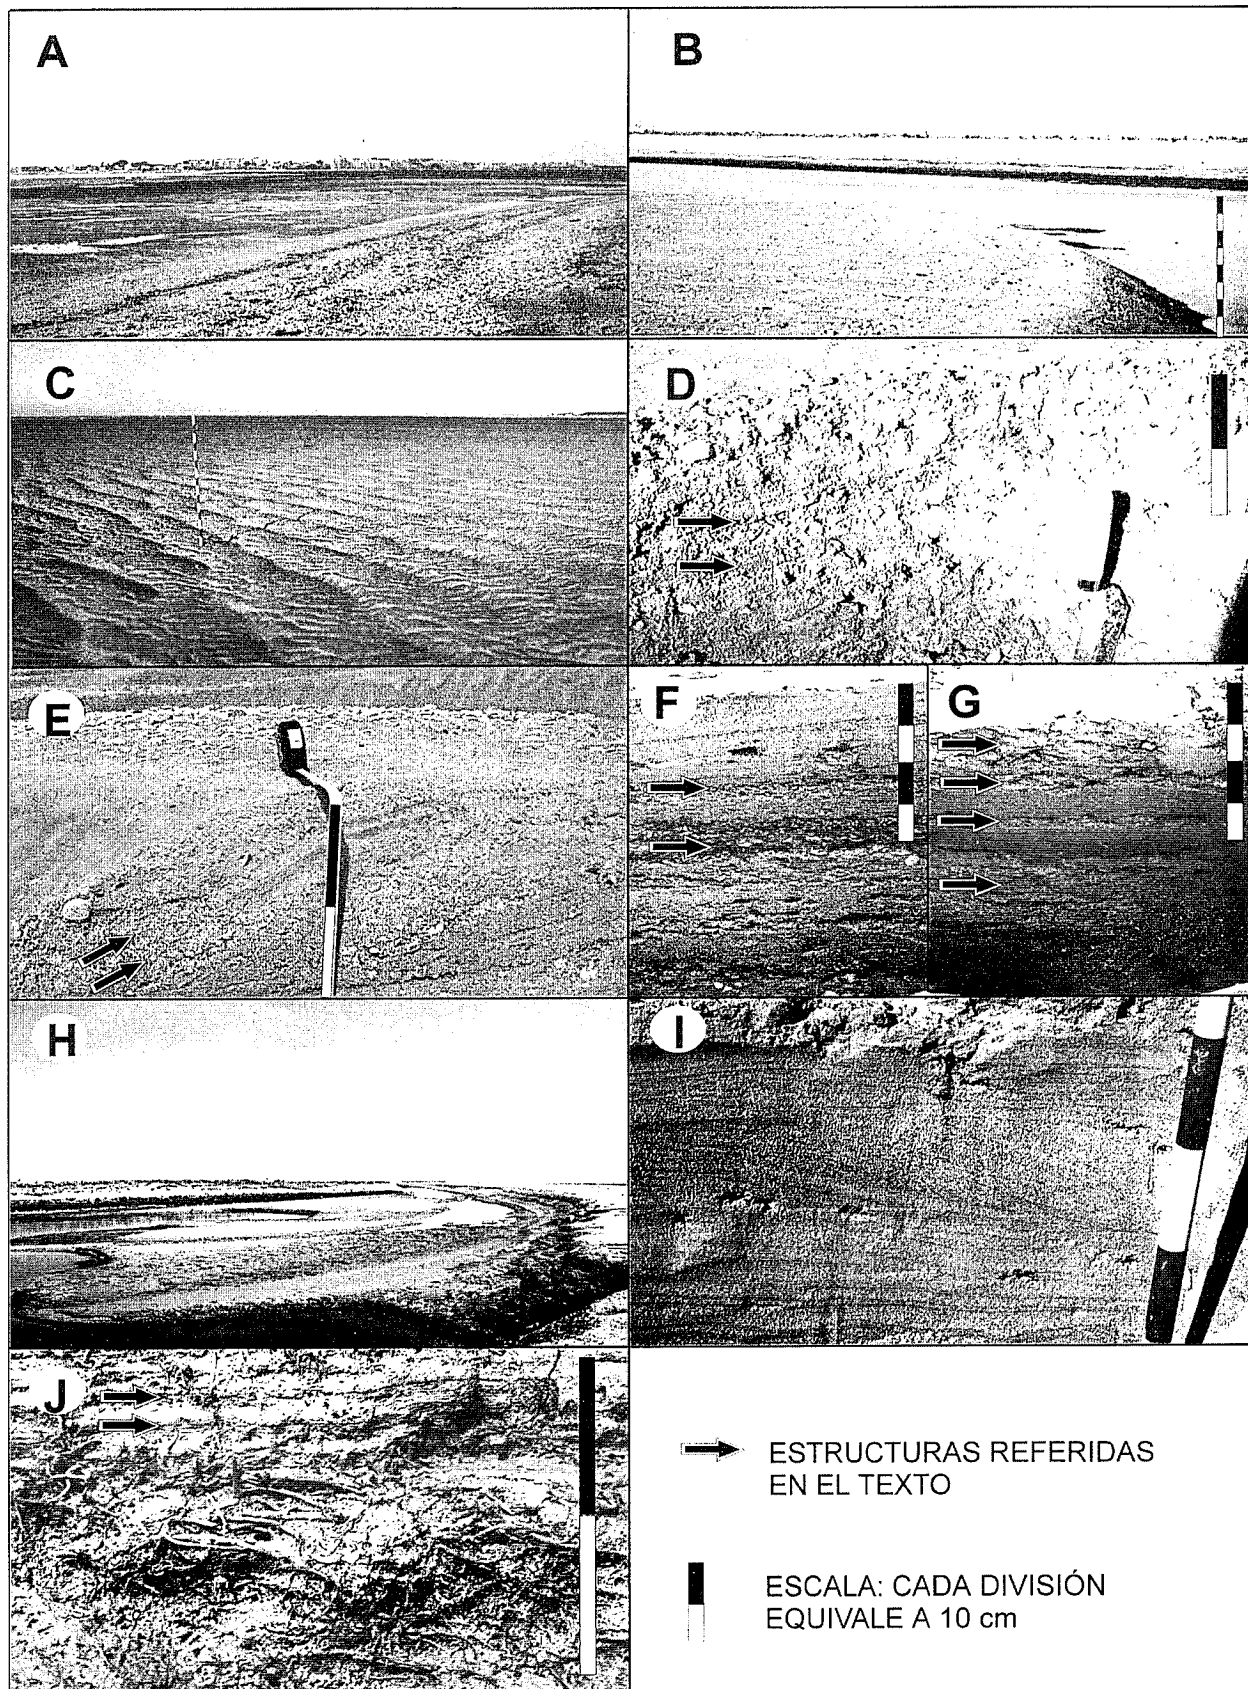 A
B
C
D
E
F
G
H
I
J
ESTRUCTURAS REFERIDAS
EN EL TEXTO
ESCALA: CADA DIVISIÓN
EQUIVALE A 10 cm